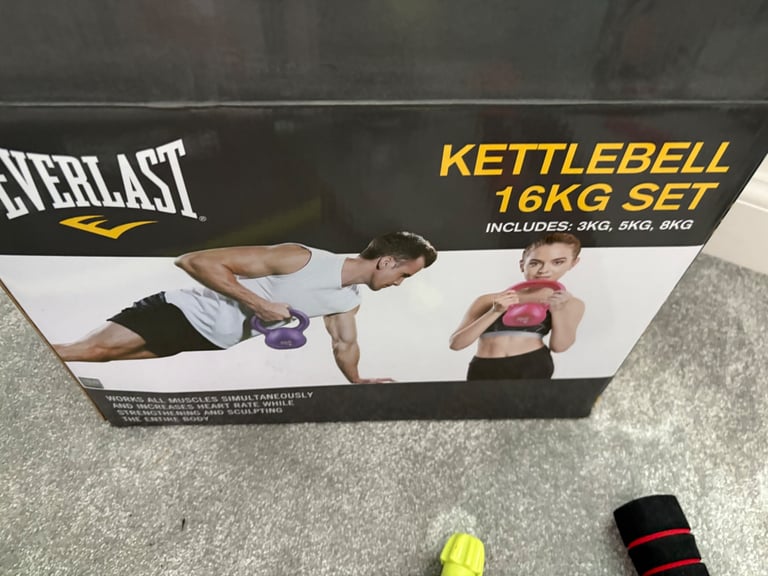 EVERLAST
KETTLEBELL
16KG SET
INCLUDES: 3KG, 5KG, 8KG
WORKS ALL MUSCLES SIMULTANEOUSLY
AND INCREASES HEART RATE WHILE
STRENGTHENING AND SCULPTING
THE ENTIRE BODY